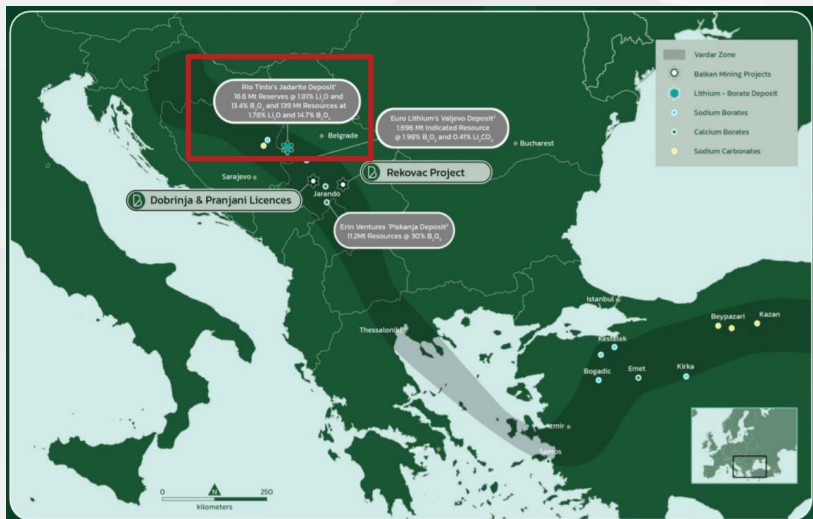 Rio Tinto's Jadarite Deposit¹
16.6 Mt Reserves @ 1.81% Li₂O and
13.4% B₂O₃ and 139 Mt Resources at
1.78% Li₂O and 14.7% B₂O₃
Belgrade
Euro Lithium's Valjevo Deposit²
1,696 Mt Indicated Resource
@ 1.98% B₂O₃ and 0.41% Li₂CO₃
Bucharest
Sarajevo
Rekovac Project
Dobrinja & Pranjani Licences
Jarando
Erin Ventures 'Piskanja Deposit³
11.2Mt Resources @ 30% B₂O₃
Vardar Zone
Balkan Mining Projects
Lithium - Borate Deposit
Sodium Borates
Calcium Borates
Sodium Carbonates
Istanbul
Thessaloniki
Beypazari
Kazan
Kestelek
Bogadic
Emet
Kirka
Izmir
Samos
N
0
250
kilometers